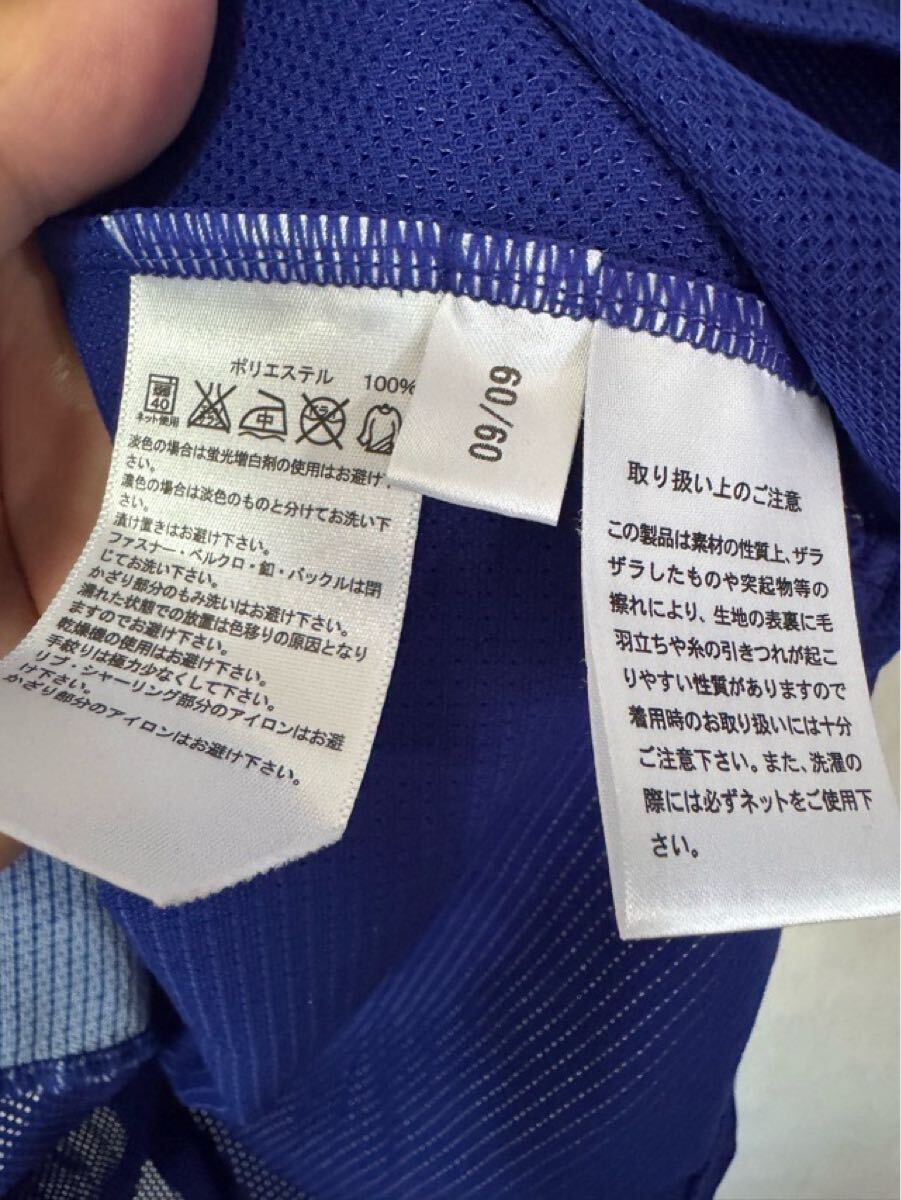 ポリエステル 100%
40
ネット使用
中
淡色の場合は蛍光増白剤の使用はお避け下
さい。
濃色の場合は淡色のものと分けてお洗い下
さい。
漬け置きはお避け下さい。
ファスナー・ベルクロ・釦・バックルは閉
じてお洗い下さい。
かざり部分のもみ洗いはお避け下さい。
濡れた状態での放置は色移りの原因となり
ますのでお避け下さい。
乾燥機の使用はお避け下さい。
手絞りは極力少なくして下さい。
リブ・シャーリング部分のアイロンはお避
け下さい。
かざり部分のアイロンはお避け下さい。
09/09
取り扱い上のご注意
この製品は素材の性質上、ザラ
ザラしたものや突起物等の
擦れにより、生地の表裏に毛
羽立ちや糸の引きつれが起こ
りやすい性質がありますので
着用時のお取り扱いには十分
ご注意下さい。また、洗濯の
際には必ずネットをご使用下
さい。